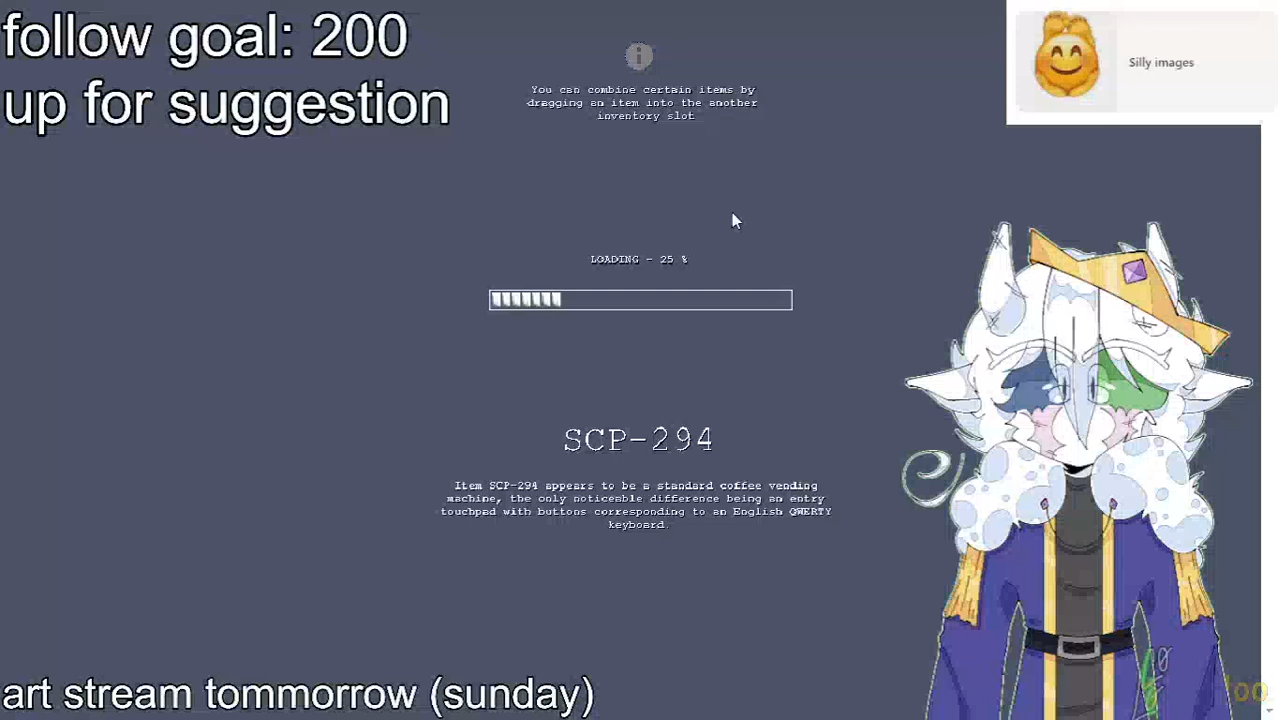 follow goal: 200
up for suggestion
Silly images
You can combine certain items by
dragging an item into the another
inventory slot
LOADING - 25 %
SCP-294
Item SCP-294 appears to be a standard coffee vending
machine, the only noticeable difference being an entry
touchpad with buttons corresponding to an English QWERTY
keyboard.
art stream tommorrow (sunday)